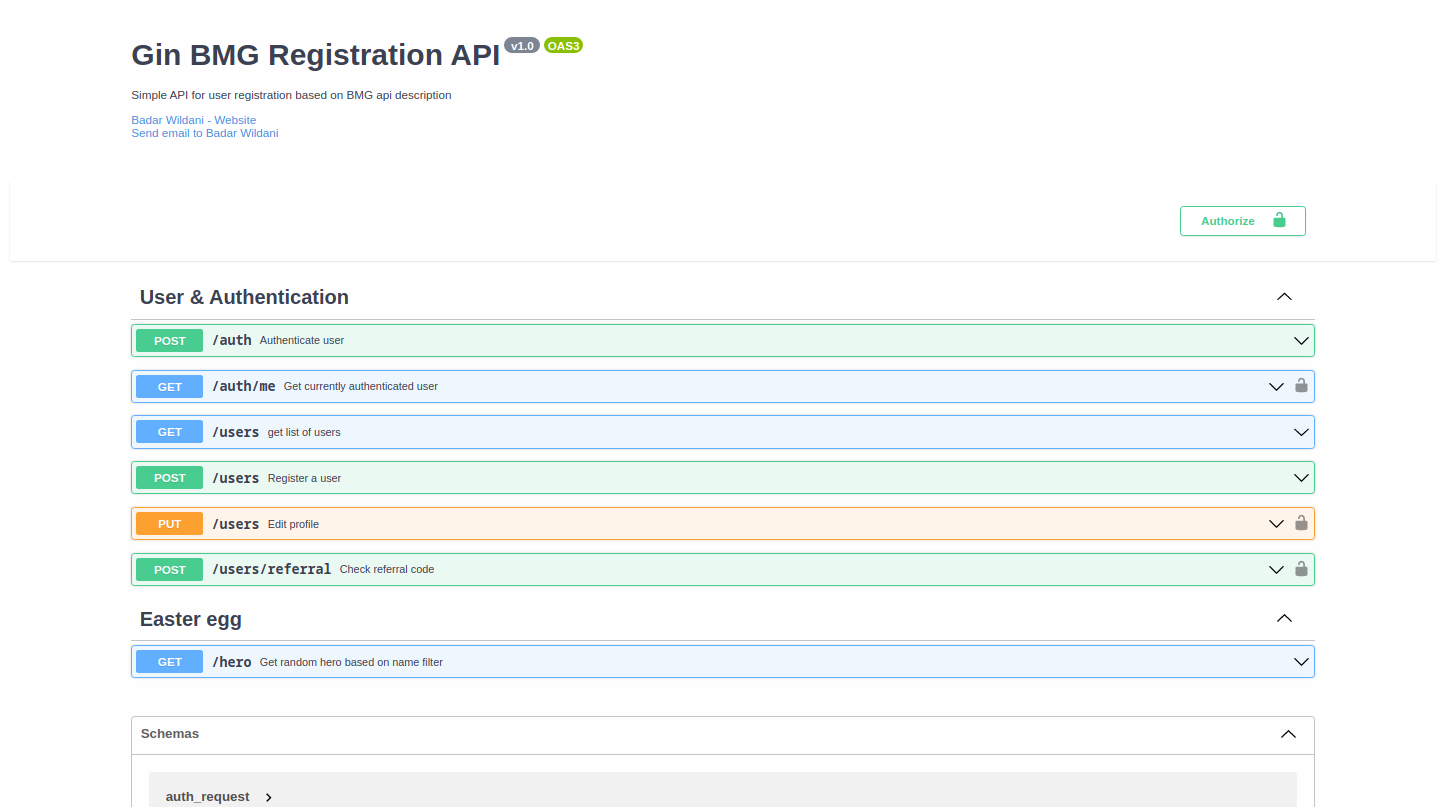 Gin BMG Registration API v1.0 OAS3
Simple API for user registration based on BMG api description
Badar Wildani - Website
Send email to Badar Wildani
Authorize
User & Authentication
POST /auth Authenticate user
GET /auth/me Get currently authenticated user
GET /users get list of users
POST /users Register a user
PUT /users Edit profile
POST /users/referral Check referral code
Easter egg
GET /hero Get random hero based on name filter
Schemas
auth_request